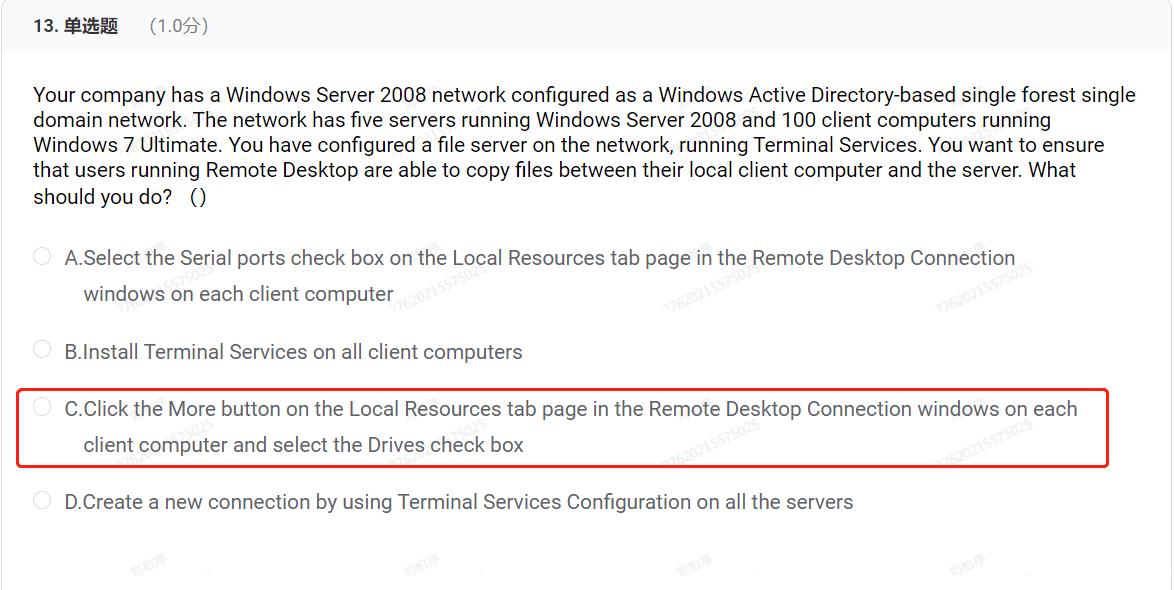 13. 单选题 （1.0分）
Your company has a Windows Server 2008 network configured as a Windows Active Directory-based single forest single
domain network. The network has five servers running Windows Server 2008 and 100 client computers running
Windows 7 Ultimate. You have configured a file server on the network, running Terminal Services. You want to ensure
that users running Remote Desktop are able to copy files between their local client computer and the server. What
should you do? （）
A.Select the Serial ports check box on the Local Resources tab page in the Remote Desktop Connection
windows on each client computer
B.Install Terminal Services on all client computers
C.Click the More button on the Local Resources tab page in the Remote Desktop Connection windows on each
client computer and select the Drives check box
D.Create a new connection by using Terminal Services Configuration on all the servers